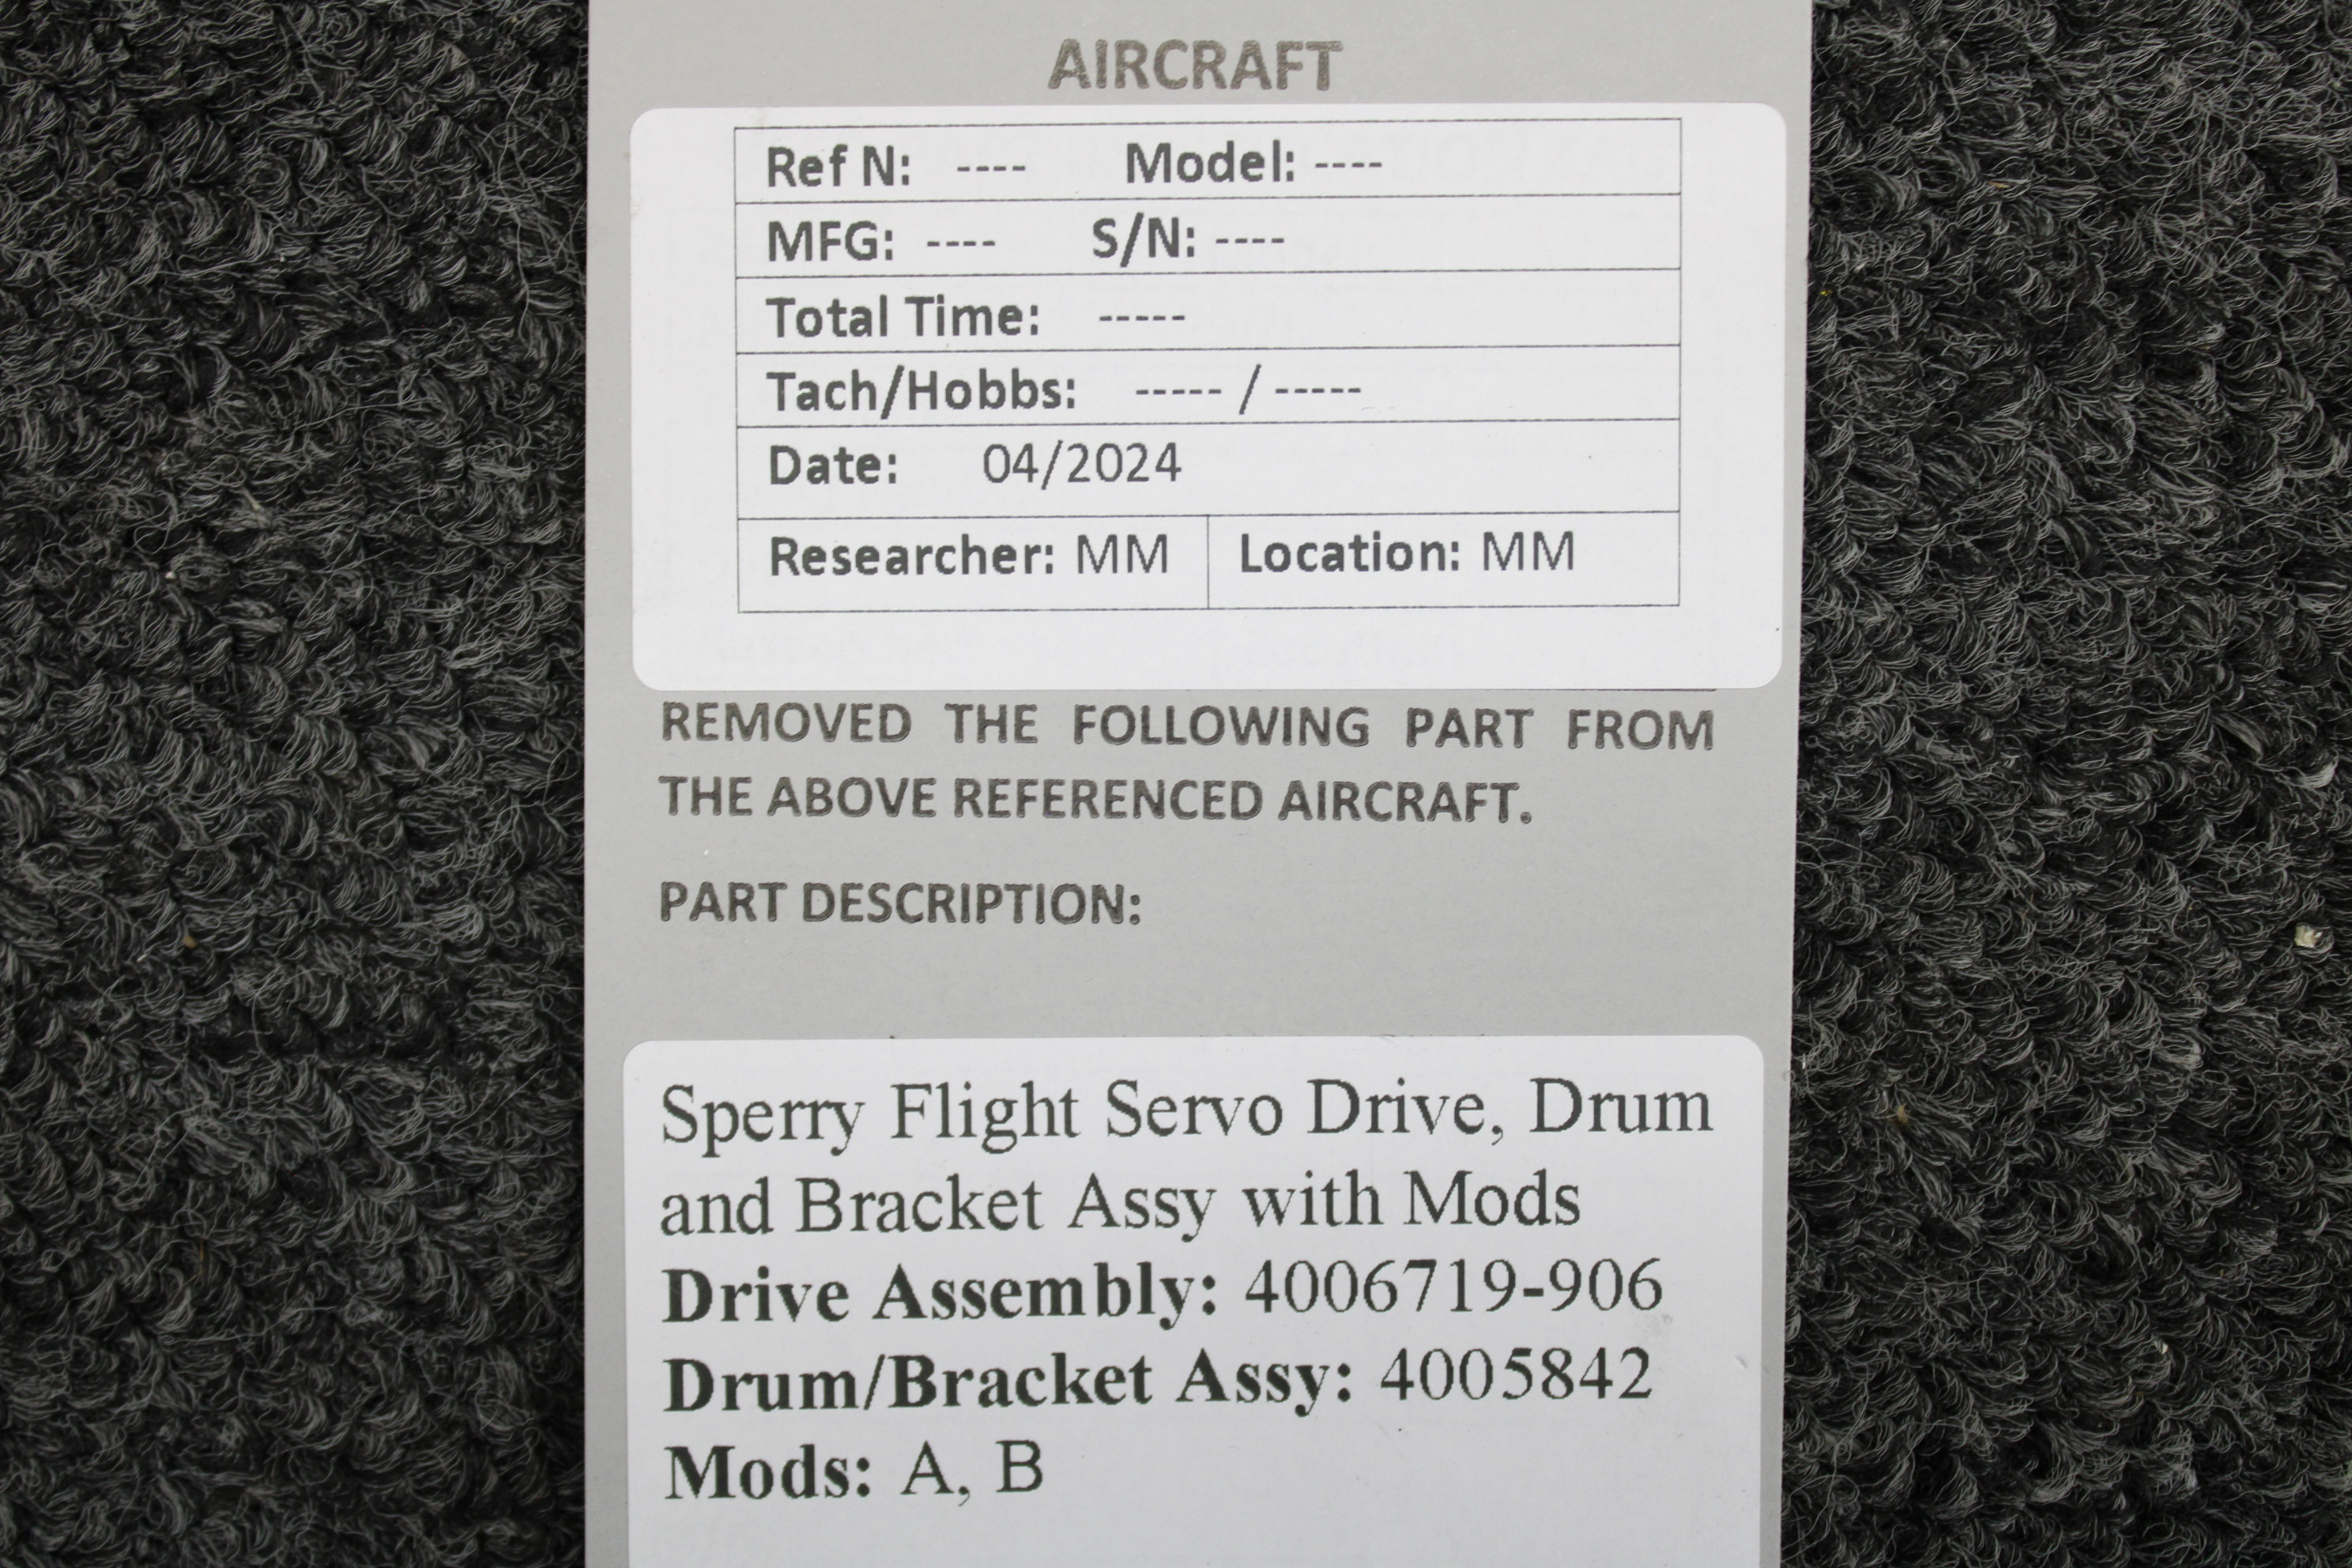 AIRCRAFT
Ref N: ---- Model: ----
MFG: ---- S/N: ----
Total Time: -----
Tach/Hobbs: ----- / -----
Date: 04/2024
Researcher: MM Location: MM
REMOVED THE FOLLOWING PART FROM
THE ABOVE REFERENCED AIRCRAFT.
PART DESCRIPTION:
Sperry Flight Servo Drive, Drum
and Bracket Assy with Mods
Drive Assembly: 4006719-906
Drum/Bracket Assy: 4005842
Mods: A, B